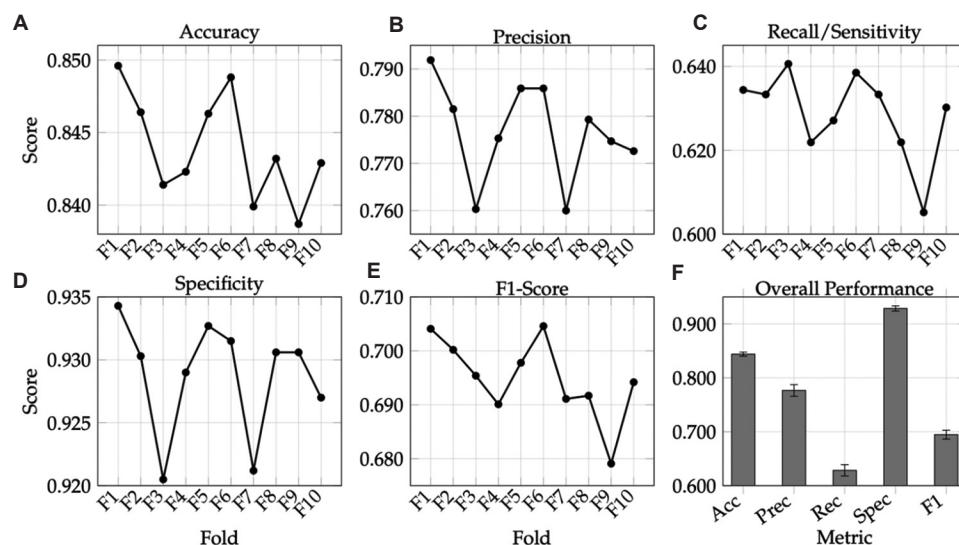 A
Accuracy
Score
0.850
0.845
0.840
F1
F2
F3
F4
F5
F6
F7
F8
F9
F10
B
Precision
0.790
0.780
0.770
0.760
F1
F2
F3
F4
F5
F6
F7
F8
F9
F10
C
Recall/Sensitivity
0.640
0.620
0.600
F1
F2
F3
F4
F5
F6
F7
F8
F9
F10
D
Specificity
Score
0.935
0.930
0.925
0.920
F1
F2
F3
F4
F5
F6
F7
F8
F9
F10
Fold
E
F1-Score
0.710
0.700
0.690
0.680
F1
F2
F3
F4
F5
F6
F7
F8
F9
F10
Fold
F
Overall Performance
0.900
0.800
0.700
0.600
Acc
Prec
Rec
Spec
F1
Metric